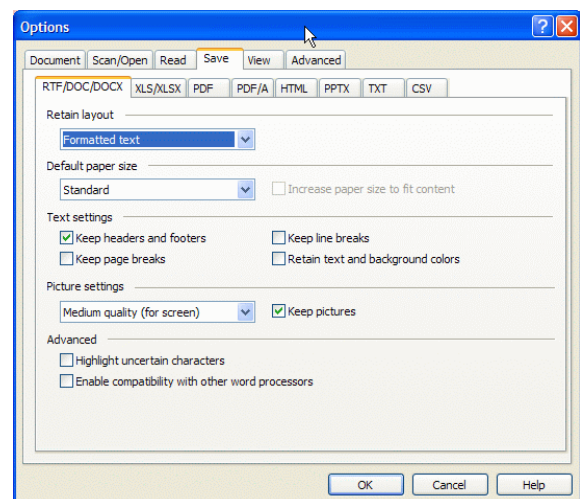 Options
Document Scan/Open Read Save View Advanced
RTF/DOC/DOCX XLS/XLSX PDF PDF/A HTML PPTX TXT CSV
Retain layout
Formatted text
Default paper size
Standard Increase paper size to fit content
Text settings
Keep headers and footers Keep line breaks
Keep page breaks Retain text and background colors
Picture settings
Medium quality (for screen) Keep pictures
Advanced
Highlight uncertain characters
Enable compatibility with other word processors
OK Cancel Help